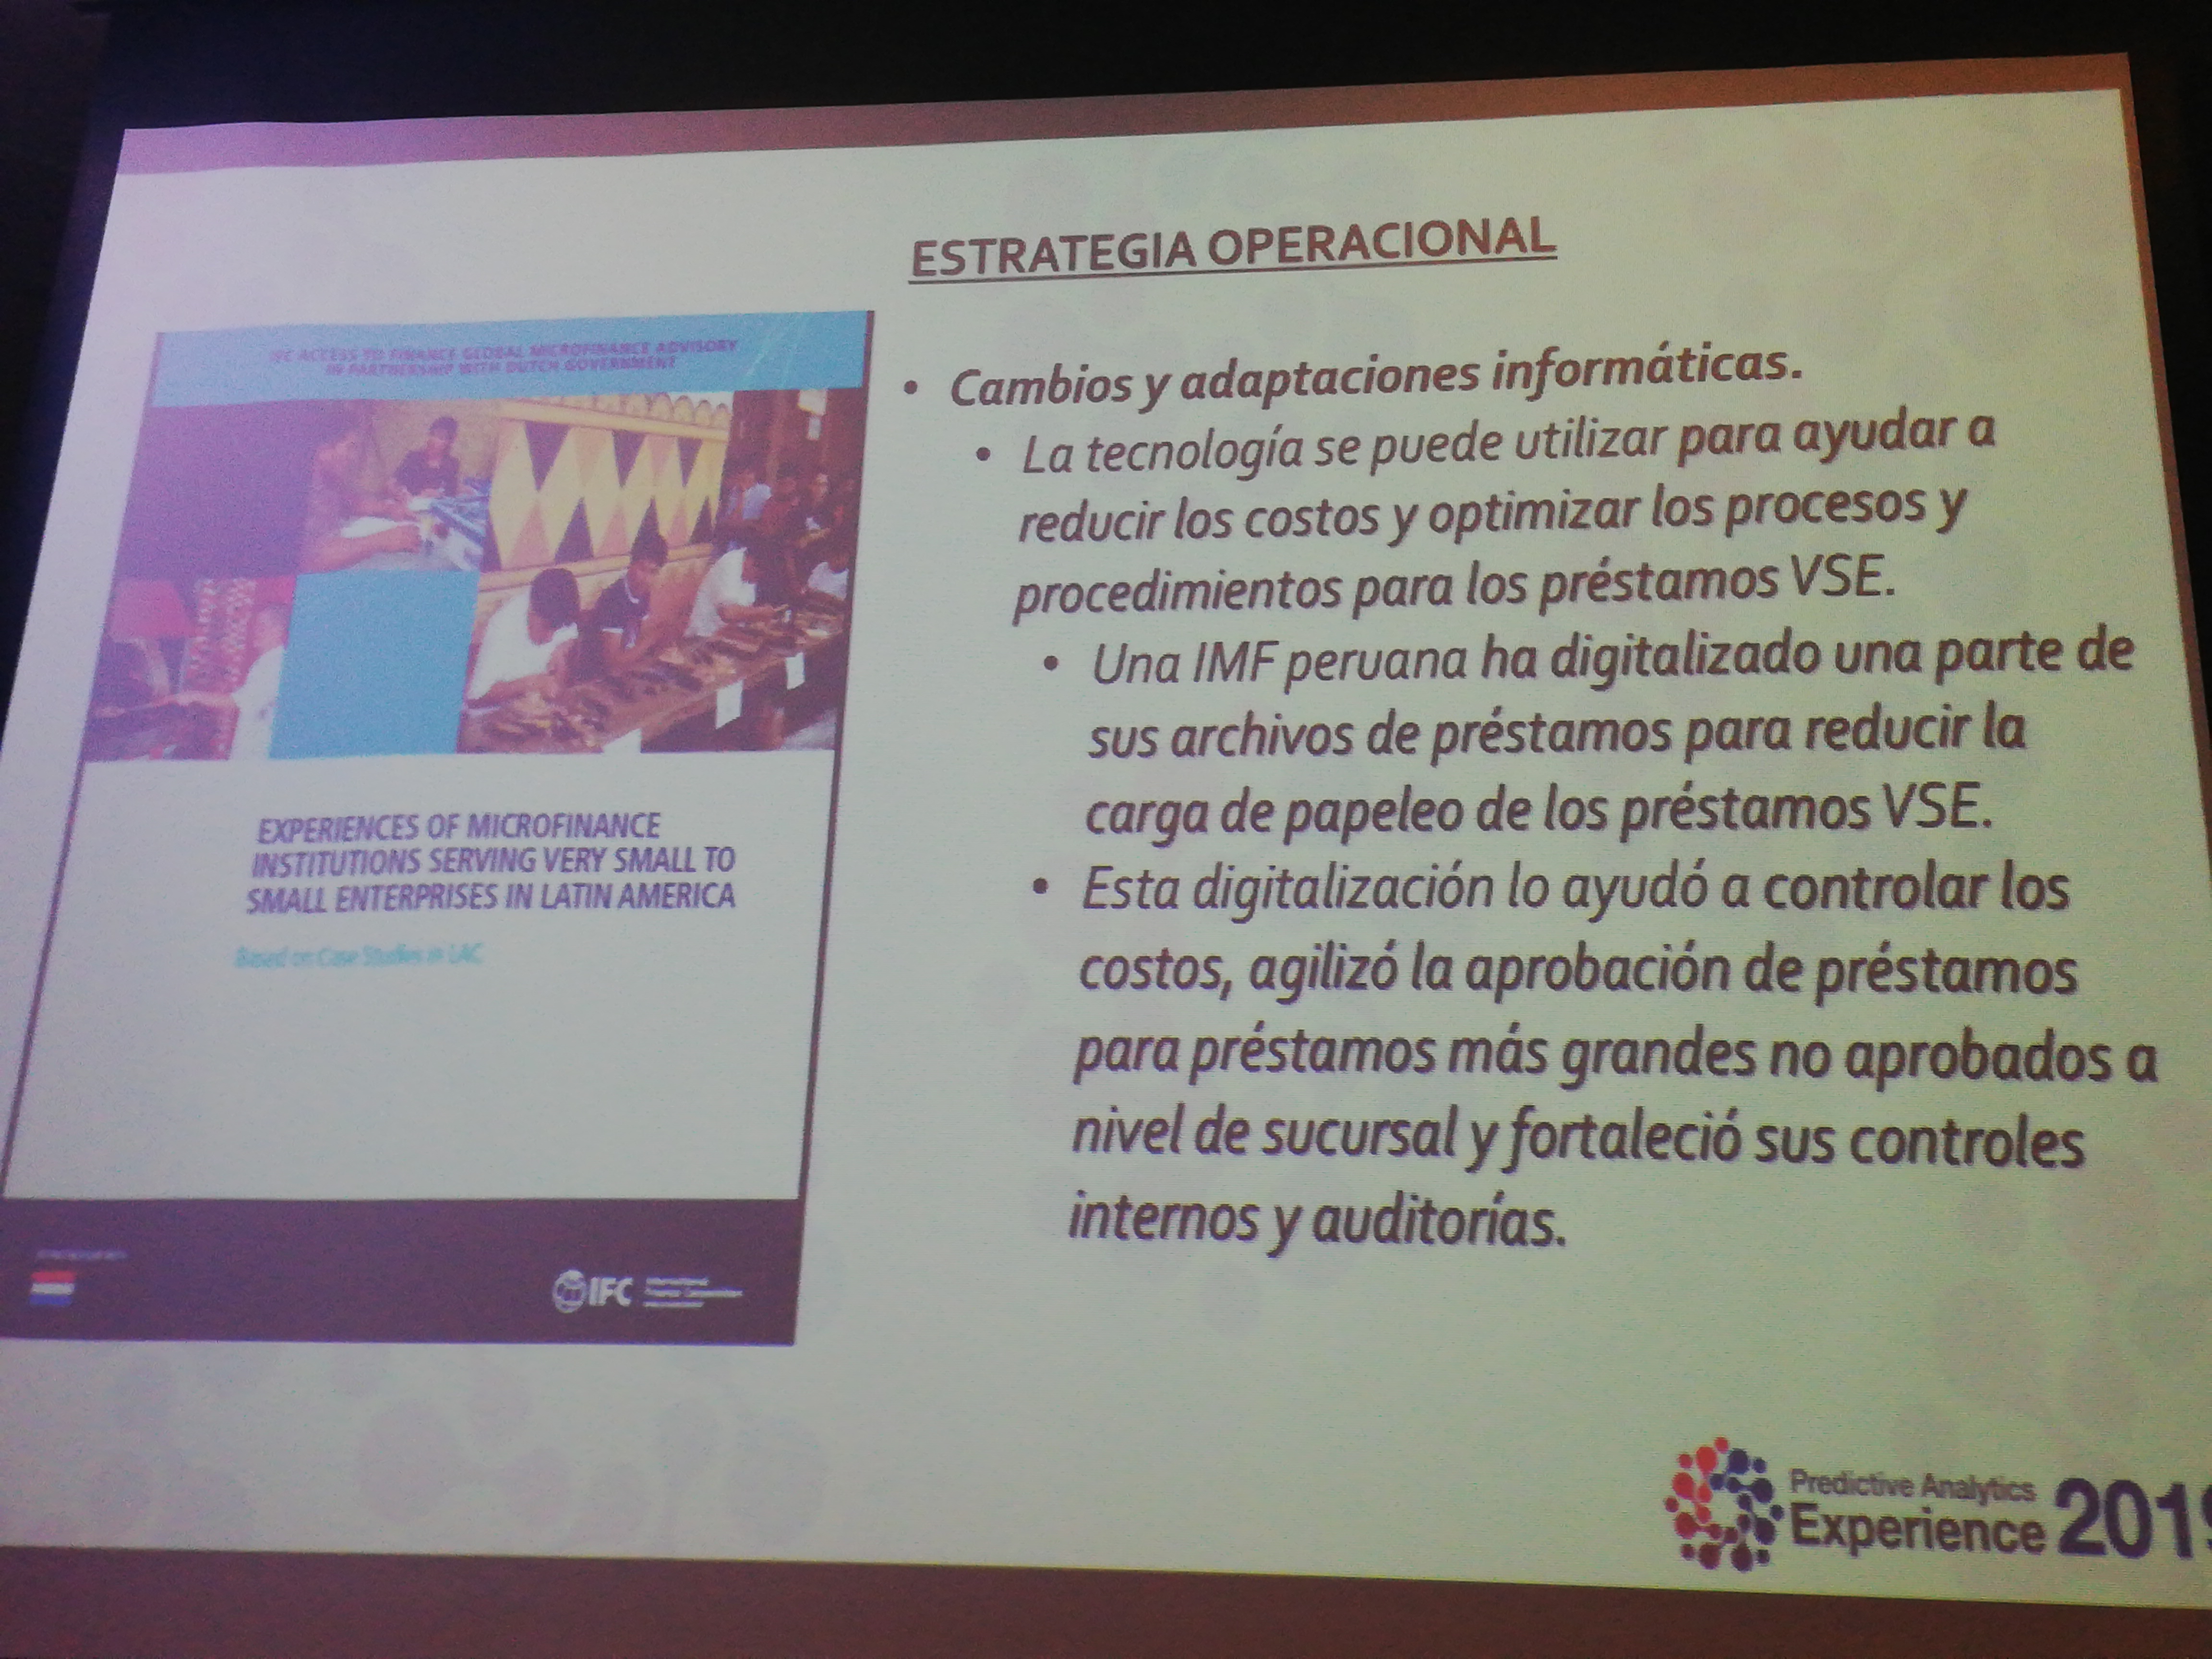 ESTRATEGIA OPERACIONAL
IFC ACCESS TO FINANCE GLOBAL MICROFINANCE ADVISORY
IN PARTNERSHIP WITH DUTCH GOVERNMENT
EXPERIENCES OF MICROFINANCE
INSTITUTIONS SERVING VERY SMALL TO
SMALL ENTERPRISES IN LATIN AMERICA
Based on Case Studies in LAC
IFC
International
Finance Corporation
• Cambios y adaptaciones informáticas.
• La tecnología se puede utilizar para ayudar a
reducir los costos y optimizar los procesos y
procedimientos para los préstamos VSE.
• Una IMF peruana ha digitalizado una parte de
sus archivos de préstamos para reducir la
carga de papeleo de los préstamos VSE.
• Esta digitalización lo ayudó a controlar los
costos, agilizó la aprobación de préstamos
para préstamos más grandes no aprobados a
nivel de sucursal y fortaleció sus controles
internos y auditorías.
Predictive Analytics
Experience 2019